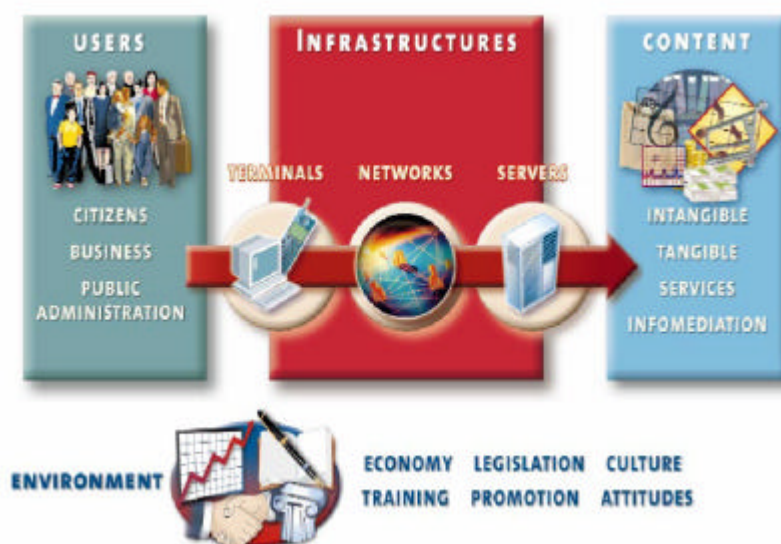 USERS
CITIZENS
BUSINESS
PUBLIC
ADMINISTRATION
INFRASTRUCTURES
TERMINALS NETWORKS SERVERS
CONTENT
INTANGIBLE
TANGIBLE
SERVICES
INFOMEDIATION
ENVIRONMENT
ECONOMY LEGISLATION CULTURE
TRAINING PROMOTION ATTITUDES